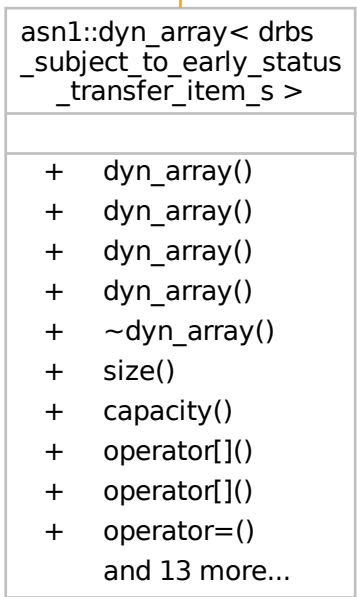 asn1::dyn_array< drbs
_subject_to_early_status
_transfer_item_s >
+ dyn_array()
+ dyn_array()
+ dyn_array()
+ dyn_array()
+ ~dyn_array()
+ size()
+ capacity()
+ operator[]()
+ operator[]()
+ operator=()
and 13 more...